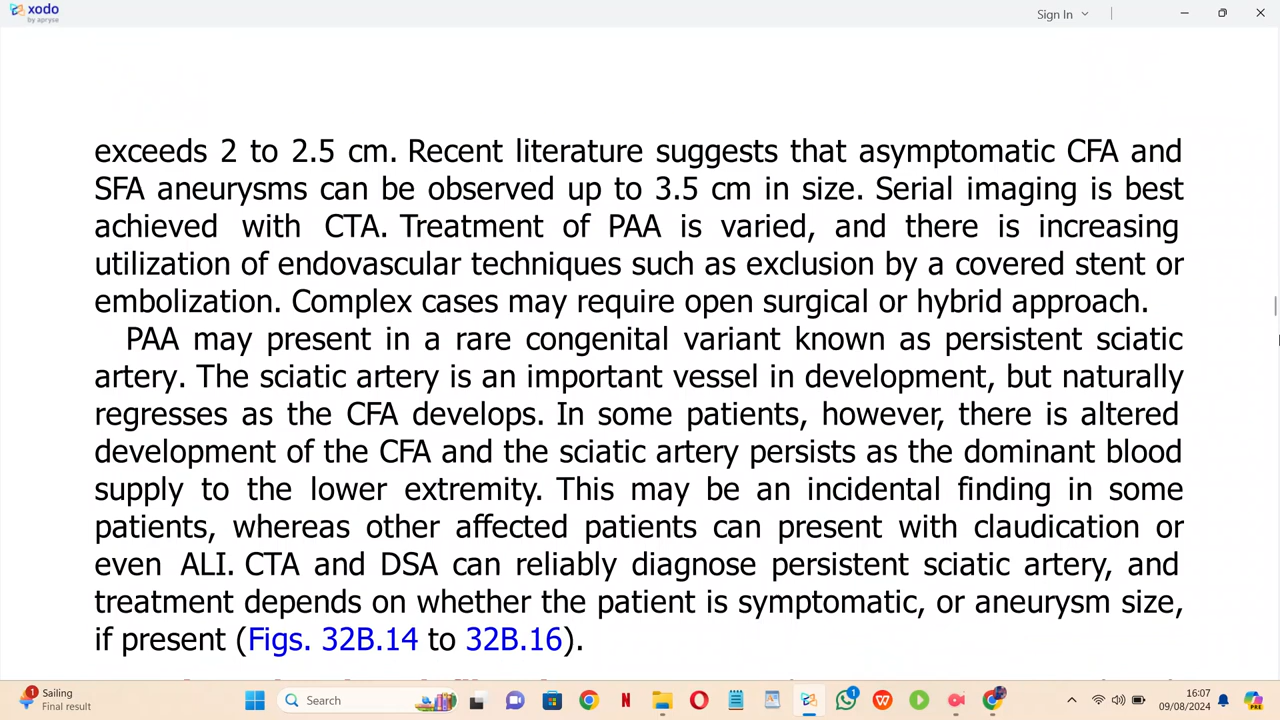 xodo
by apryse
Sign In
exceeds 2 to 2.5 cm. Recent literature suggests that asymptomatic CFA and
SFA aneurysms can be observed up to 3.5 cm in size. Serial imaging is best
achieved with CTA. Treatment of PAA is varied, and there is increasing
utilization of endovascular techniques such as exclusion by a covered stent or
embolization. Complex cases may require open surgical or hybrid approach.
PAA may present in a rare congenital variant known as persistent sciatic
artery. The sciatic artery is an important vessel in development, but naturally
regresses as the CFA develops. In some patients, however, there is altered
development of the CFA and the sciatic artery persists as the dominant blood
supply to the lower extremity. This may be an incidental finding in some
patients, whereas other affected patients can present with claudication or
even ALI. CTA and DSA can reliably diagnose persistent sciatic artery, and
treatment depends on whether the patient is symptomatic, or aneurysm size,
if present (Figs. 32B.14 to 32B.16).
1
Sailing
Final result
Search
1
16:07
09/08/2024
PRE